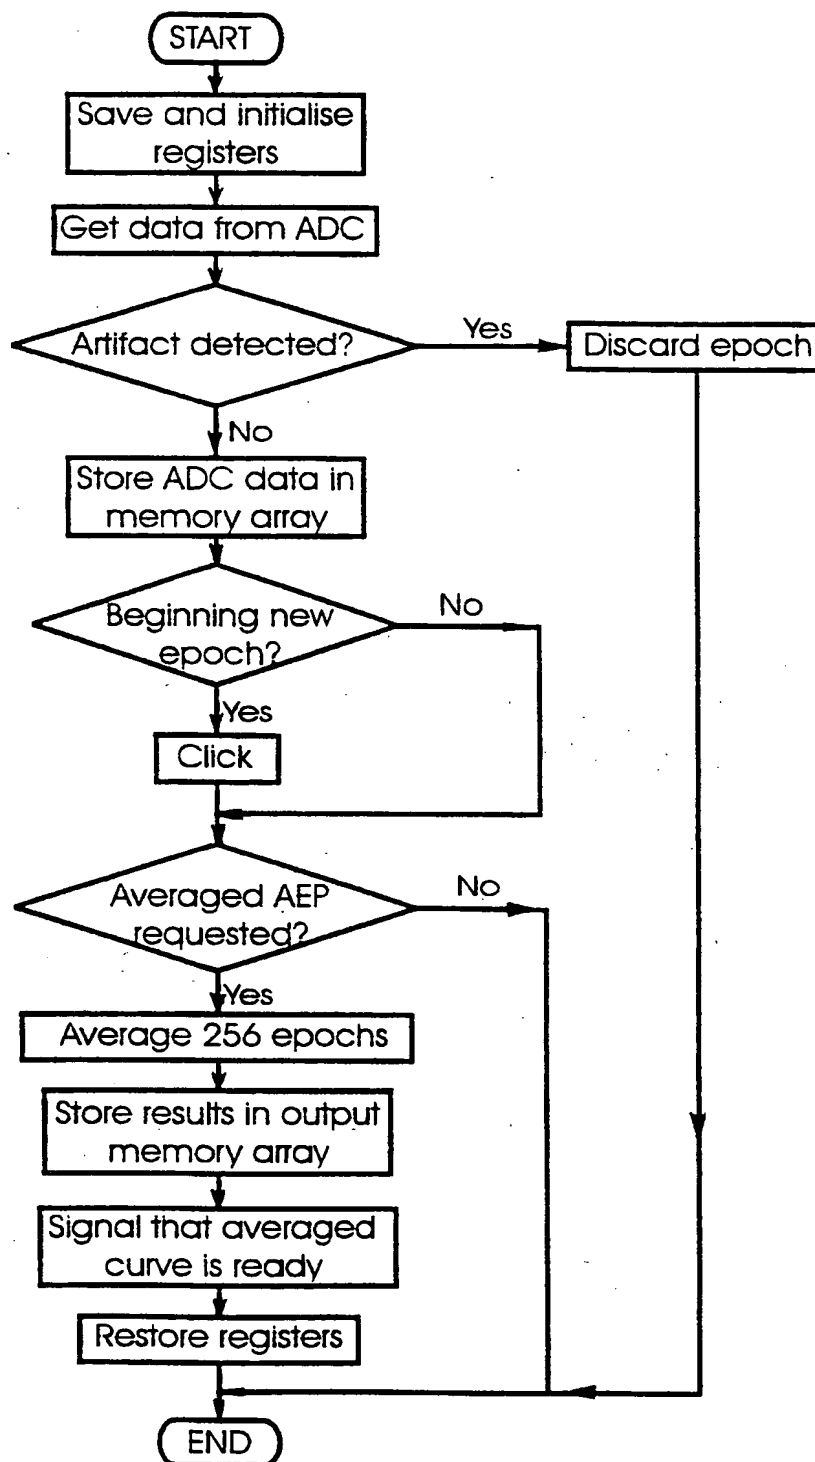 START
Save and initialise
registers
Get data from ADC
Artifact detected?
Yes
Discard epoch
No
Store ADC data in
memory array
Beginning new
epoch?
No
Yes
Click
Averaged AEP
requested?
No
Yes
Average 256 epochs
Store results in output
memory array
Signal that averaged
curve is ready
Restore registers
END